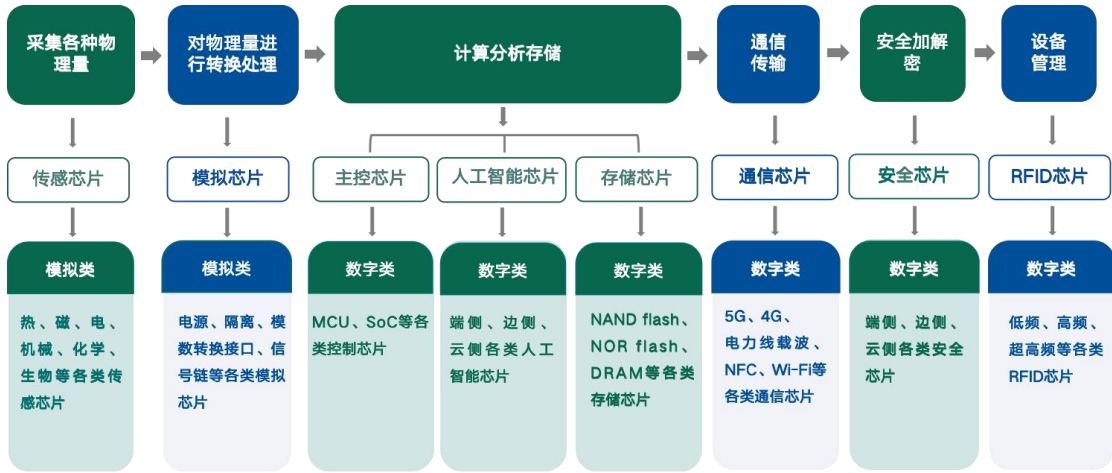 采集各种物
理量
对物理量进
行转换处理
计算分析存储
通信
传输
安全加解
密
设备
管理
传感芯片
模拟芯片
主控芯片
人工智能芯片
存储芯片
通信芯片
安全芯片
RFID芯片
模拟类
热、磁、电、
机械、化学、
生物等各类传
感芯片
模拟类
电源、隔离、模
数转换接口、信
号链等各类模拟
芯片
数字类
MCU、SoC等各
类控制芯片
数字类
端侧、边侧、
云侧各类人工
智能芯片
数字类
NAND flash、
NOR flash、
DRAM等各类
存储芯片
数字类
5G、4G、
电力线载波、
NFC、Wi-Fi等
各类通信芯片
数字类
端侧、边侧、
云侧各类安全
芯片
数字类
低频、高频、
超高频等各类
RFID芯片